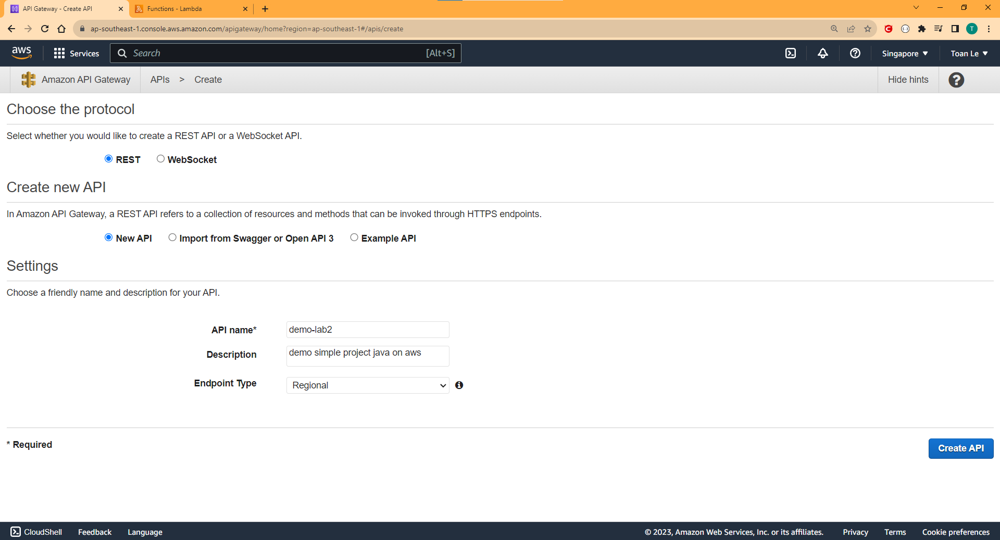 API Gateway - Create API
Functions - Lambda
ap-southeast-1.console.aws.amazon.com/apigateway/home?region=ap-southeast-1#/apis/create
T
aws
Services
Search
[Alt+S]
Singapore
Toan Le
Amazon API Gateway
APIs > Create
Hide hints
Choose the protocol
Select whether you would like to create a REST API or a WebSocket API.
REST
WebSocket
Create new API
In Amazon API Gateway, a REST API refers to a collection of resources and methods that can be invoked through HTTPS endpoints.
New API
Import from Swagger or Open API 3
Example API
Settings
Choose a friendly name and description for your API.
API name*
demo-lab2
Description
demo simple project java on aws
Endpoint Type
Regional
* Required
Create API
CloudShell
Feedback
Language
© 2023, Amazon Web Services, Inc. or its affiliates.
Privacy
Terms
Cookie preferences